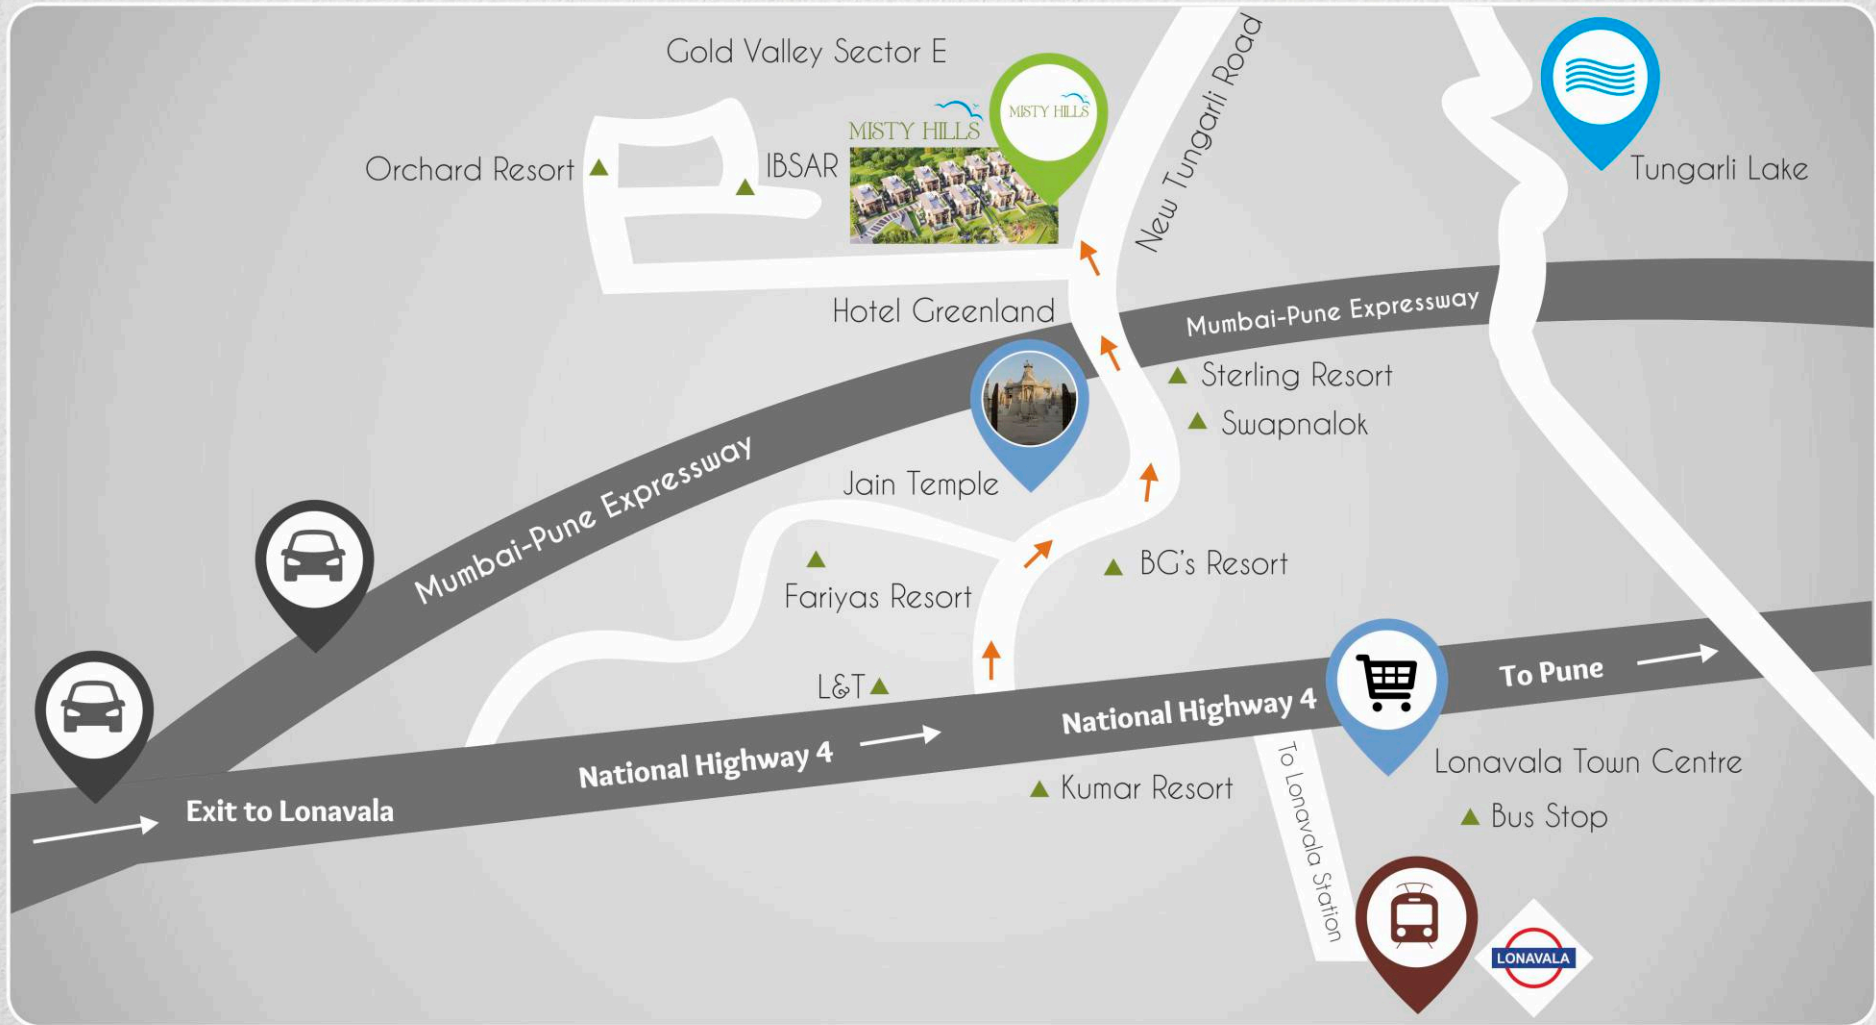 Gold Valley Sector E
MISTY HILLS
MISTY HILLS
New Tungarli Road
Tungarli Lake
Orchard Resort
IBSAR
Hotel Greenland
Mumbai-Pune Expressway
Sterling Resort
Swapnalok
Mumbai-Pune Expressway
Jain Temple
BG's Resort
Fariyas Resort
L&T
To Pune
National Highway 4
National Highway 4
Exit to Lonavala
Lonavala Town Centre
Kumar Resort
Bus Stop
To Lonavala Station
LONAVALA